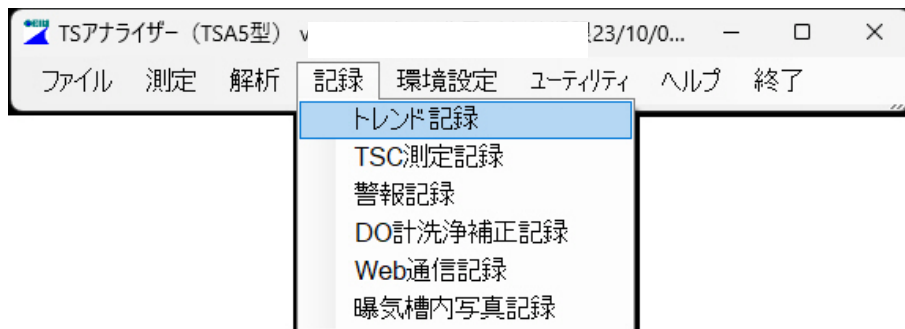 TSアナライザー（TSA5型） v 23/10/0...
ファイル 測定 解析 記録 環境設定 ユーティリティ ヘルプ 終了
トレンド記録
TSC測定記録
警報記録
DO計洗浄補正記録
Web通信記録
曝気槽内写真記録